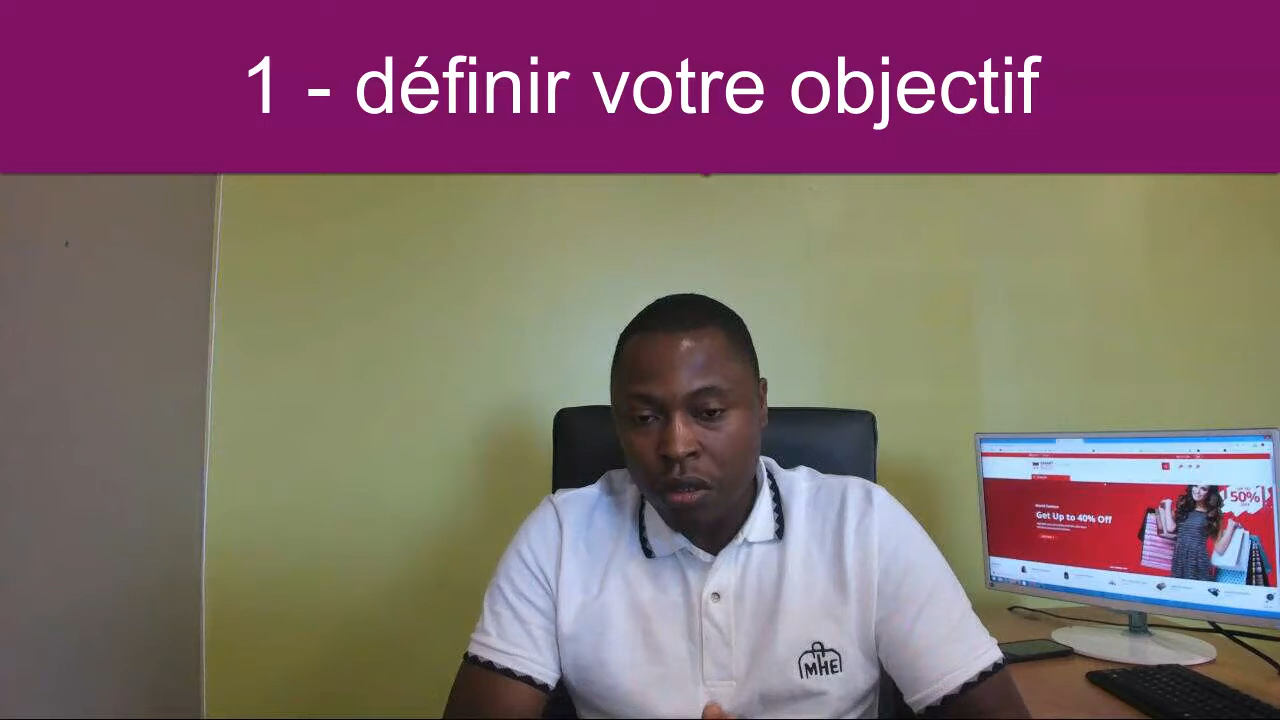 1 - définir votre objectif
50%
Get Up to 40% Off
MHE